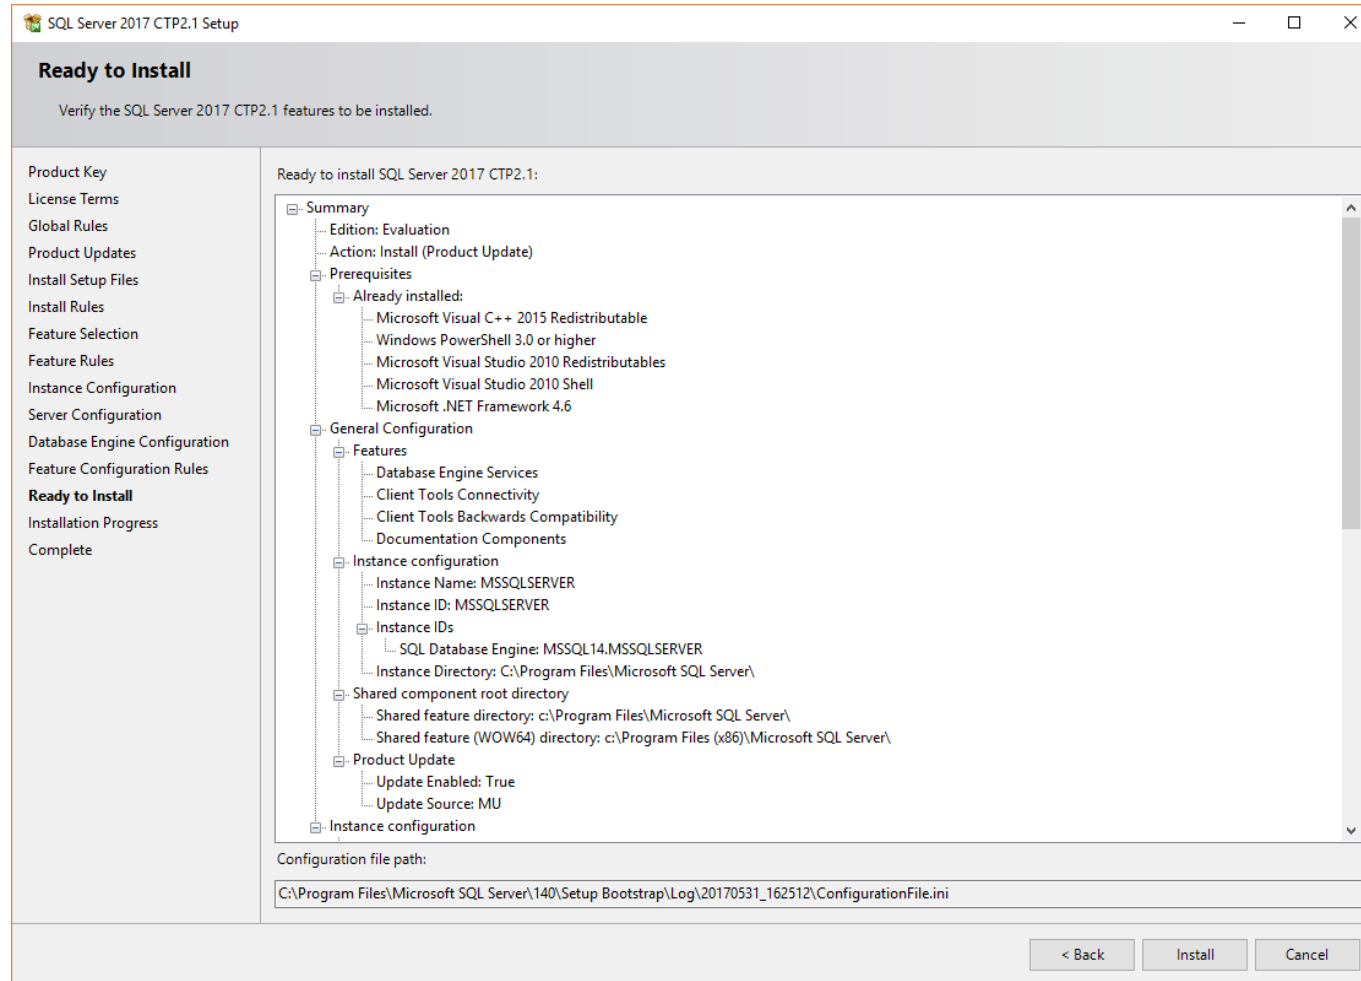 SQL Server 2017 CTP2.1 Setup
Ready to Install
Verify the SQL Server 2017 CTP2.1 features to be installed.
Product Key
License Terms
Global Rules
Product Updates
Install Setup Files
Install Rules
Feature Selection
Feature Rules
Instance Configuration
Server Configuration
Database Engine Configuration
Feature Configuration Rules
Ready to Install
Installation Progress
Complete
Ready to install SQL Server 2017 CTP2.1:
Summary
Edition: Evaluation
Action: Install (Product Update)
Prerequisites
Already installed:
Microsoft Visual C++ 2015 Redistributable
Windows PowerShell 3.0 or higher
Microsoft Visual Studio 2010 Redistributables
Microsoft Visual Studio 2010 Shell
Microsoft .NET Framework 4.6
General Configuration
Features
Database Engine Services
Client Tools Connectivity
Client Tools Backwards Compatibility
Documentation Components
Instance configuration
Instance Name: MSSQLSERVER
Instance ID: MSSQLSERVER
Instance IDs
SQL Database Engine: MSSQL14.MSSQLSERVER
Instance Directory: C:\Program Files\Microsoft SQL Server\
Shared component root directory
Shared feature directory: c:\Program Files\Microsoft SQL Server\
Shared feature (WOW64) directory: c:\Program Files (x86)\Microsoft SQL Server\
Product Update
Update Enabled: True
Update Source: MU
Instance configuration
Configuration file path:
C:\Program Files\Microsoft SQL Server\140\Setup Bootstrap\Log\20170531_162512\ConfigurationFile.ini
< Back
Install
Cancel